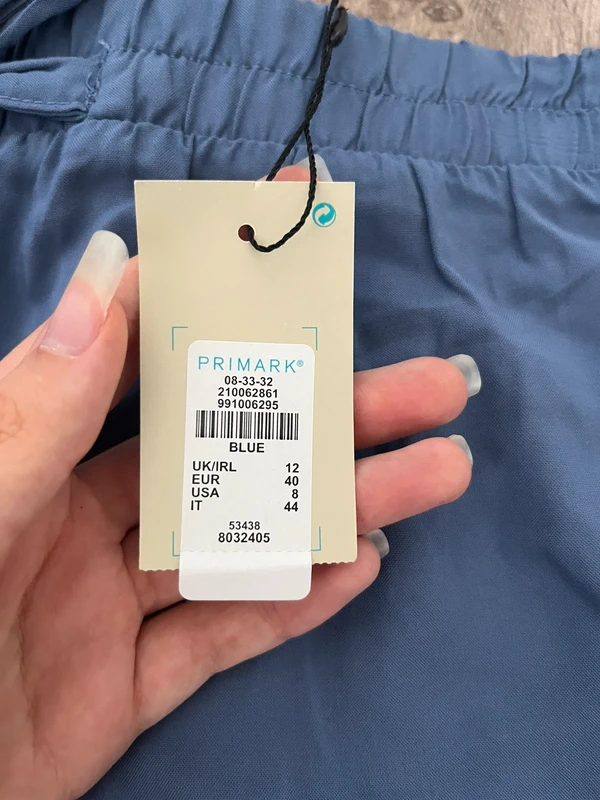 PRIMARK®
08-33-32
210062861
991006295
BLUE
UK/IRL 12
EUR 40
USA 8
IT 44
53438
8032405